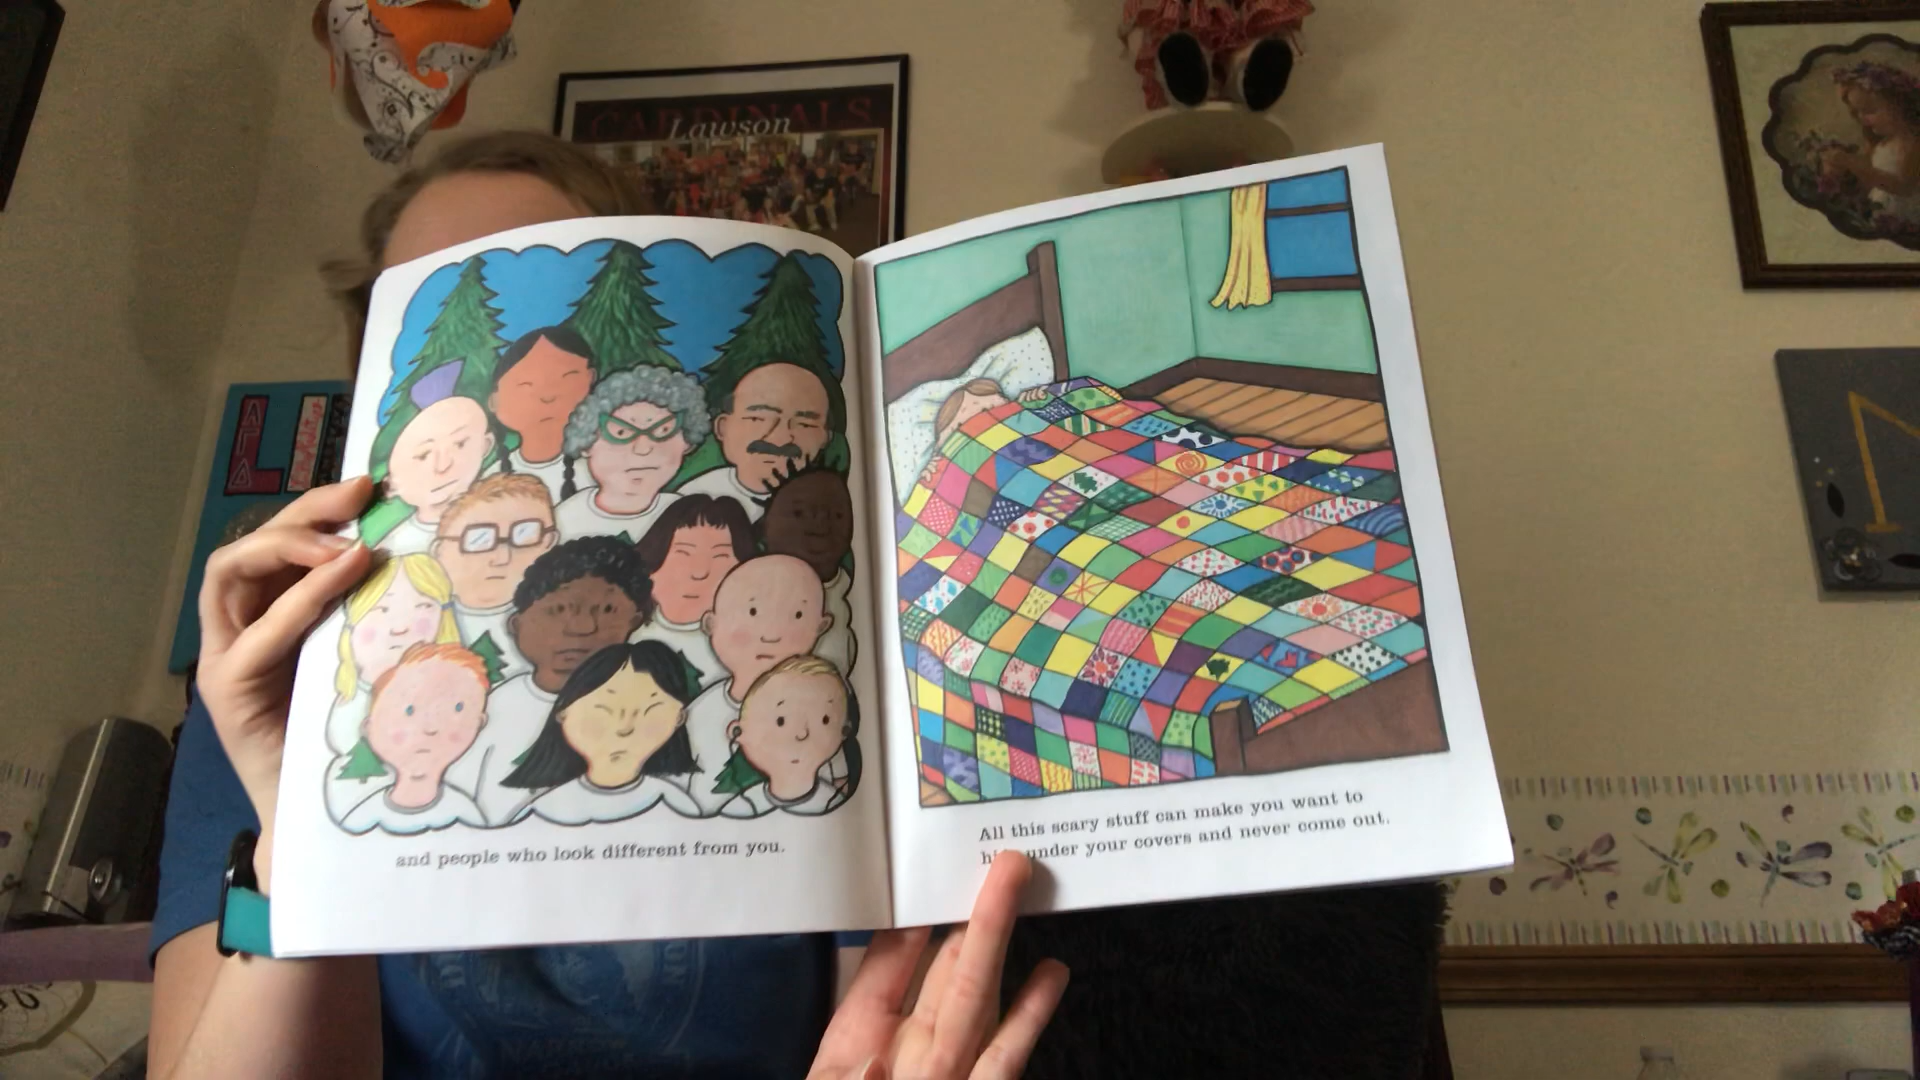 CARDINALS
Lawson
and people who look different from you.
All this scary stuff can make you want to
under your covers and never come out.
L
N